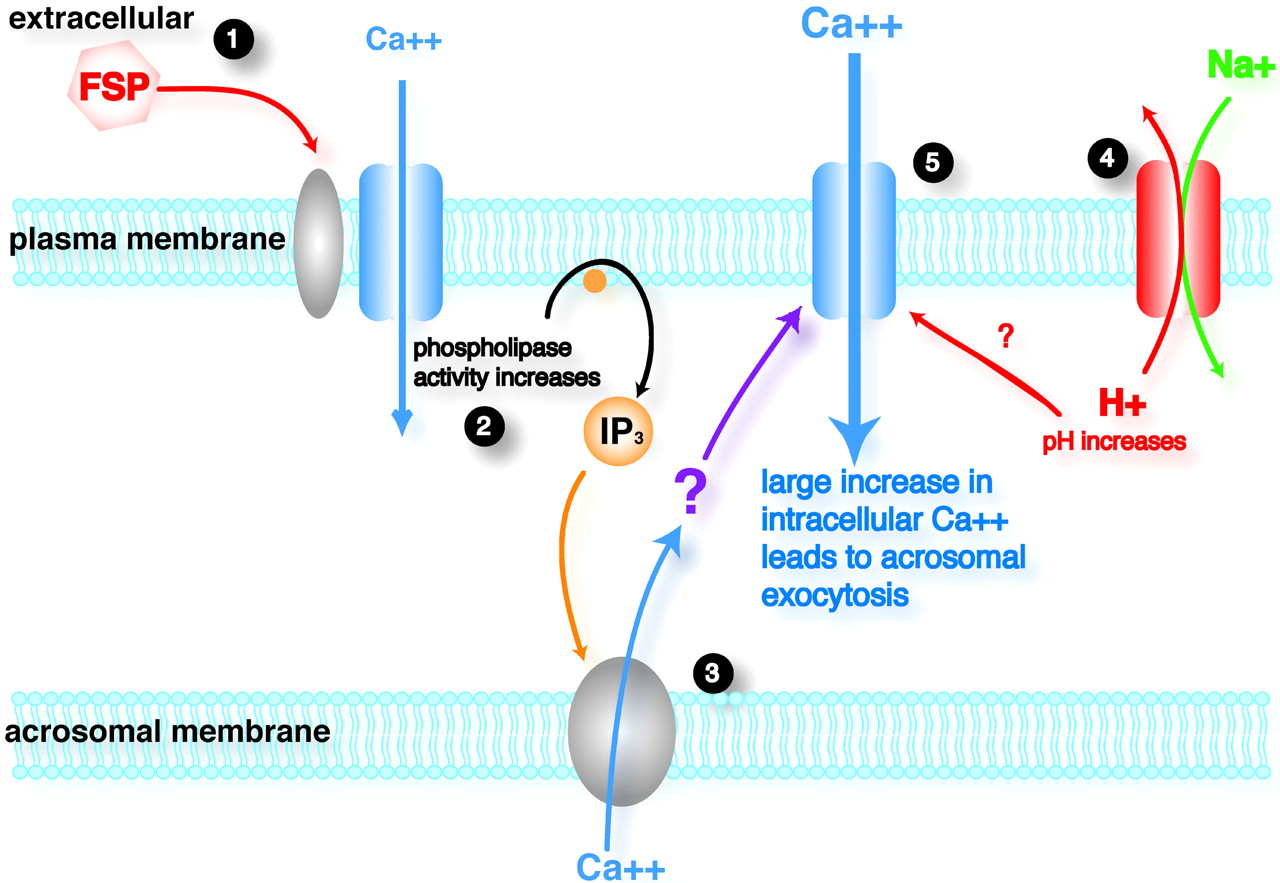 extracellular
1
FSP
Ca++
Ca++
Na+
5
4
plasma membrane
phospholipase
activity increases
2
IP3
?
H+
pH increases
?
large increase in
intracellular Ca++
leads to acrosomal
exocytosis
3
acrosomal membrane
Ca++